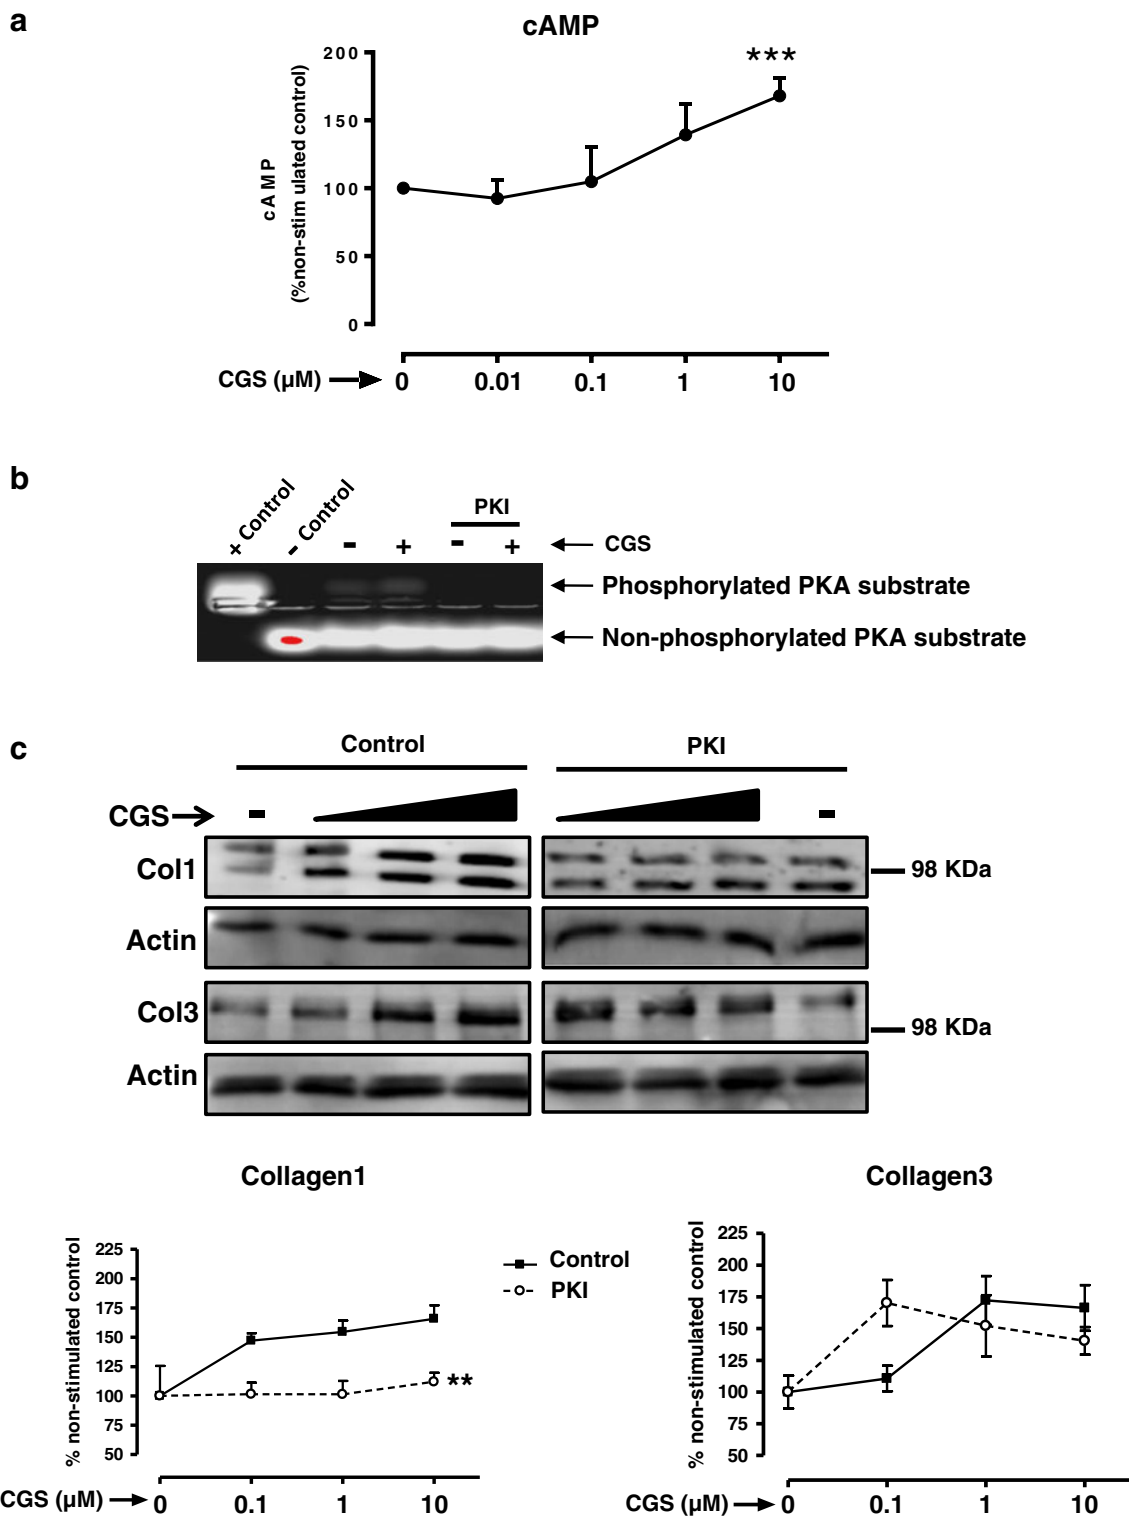 a
cAMP
200
150
100
50
0
cAMP
(%non-stim ulated control)
***
CGS (µM)
0 0.01 0.1 1 10
b
+ Control
- Control
PKI
- + - +
CGS
Phosphorylated PKA substrate
Non-phosphorylated PKA substrate
c
Control
PKI
CGS
- -
Col1
98 KDa
Actin
Col3
98 KDa
Actin
Collagen1
% non-stimulated control
225
200
175
150
125
100
75
50
**
Control
PKI
CGS (µM)
0 0.1 1 10
Collagen3
% non-stimulated control
225
200
175
150
125
100
75
50
CGS (µM)
0 0.1 1 10